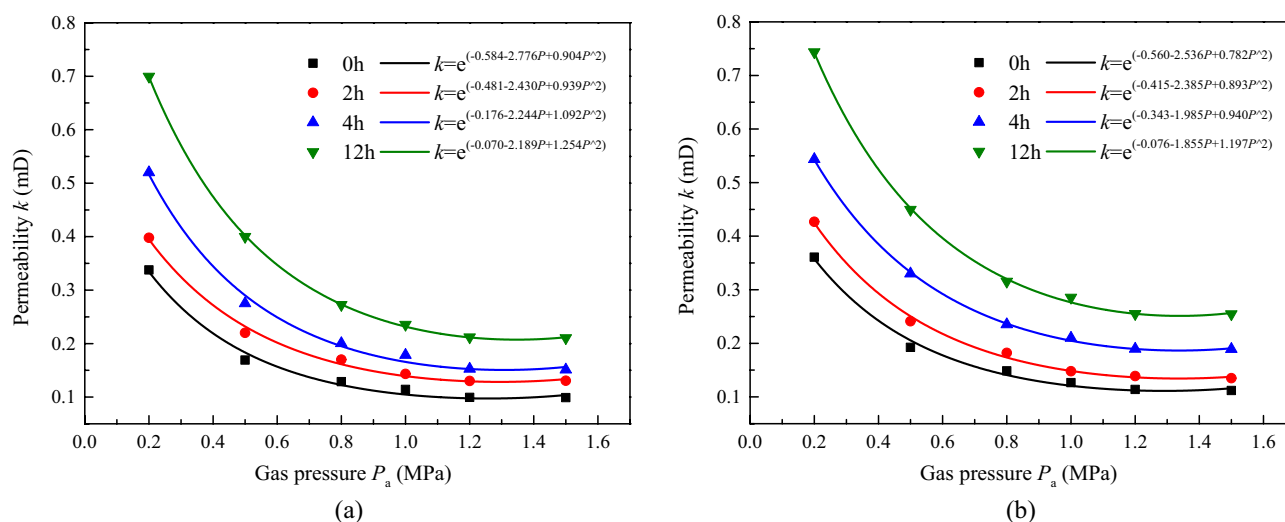 0.8
0.7
0.6
0.5
0.4
0.3
0.2
0.1
Permeability k (mD)
0h k=e^(-0.584-2.776P+0.904P^2)
2h k=e^(-0.481-2.430P+0.939P^2)
4h k=e^(-0.176-2.244P+1.092P^2)
12h k=e^(-0.070-2.189P+1.254P^2)
0.0 0.2 0.4 0.6 0.8 1.0 1.2 1.4 1.6
Gas pressure Pa (MPa)
(a)
0.8
0.7
0.6
0.5
0.4
0.3
0.2
0.1
Permeability k (mD)
0h k=e^(-0.560-2.536P+0.782P^2)
2h k=e^(-0.415-2.385P+0.893P^2)
4h k=e^(-0.343-1.985P+0.940P^2)
12h k=e^(-0.076-1.855P+1.197P^2)
0.0 0.2 0.4 0.6 0.8 1.0 1.2 1.4 1.6
Gas pressure Pa (MPa)
(b)